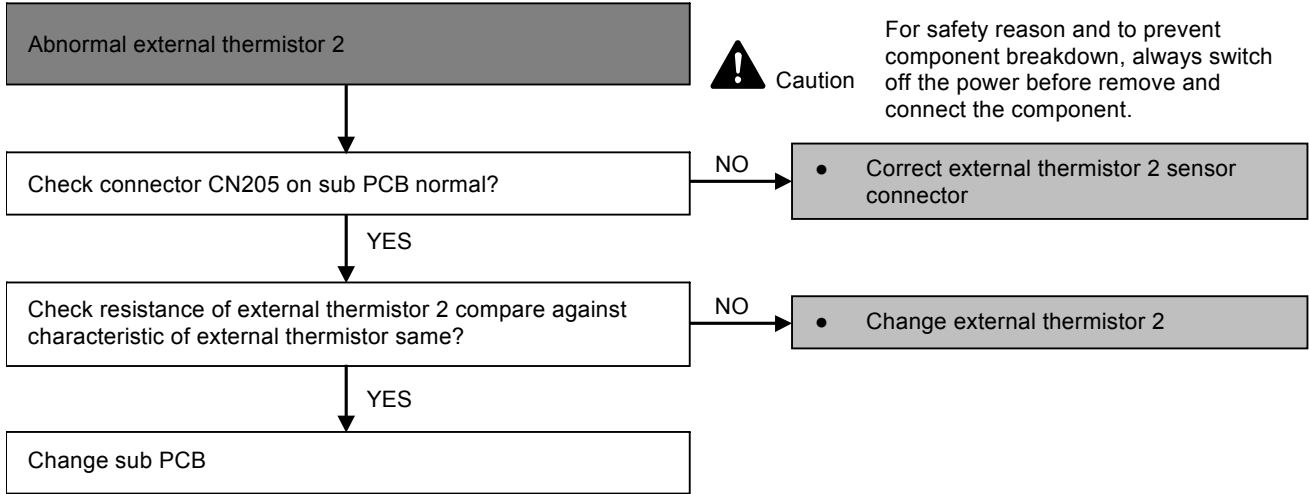 Abnormal external thermistor 2
Caution
For safety reason and to prevent
component breakdown, always switch
off the power before remove and
connect the component.
Check connector CN205 on sub PCB normal?
NO
● Correct external thermistor 2 sensor
connector
YES
Check resistance of external thermistor 2 compare against
characteristic of external thermistor same?
NO
● Change external thermistor 2
YES
Change sub PCB